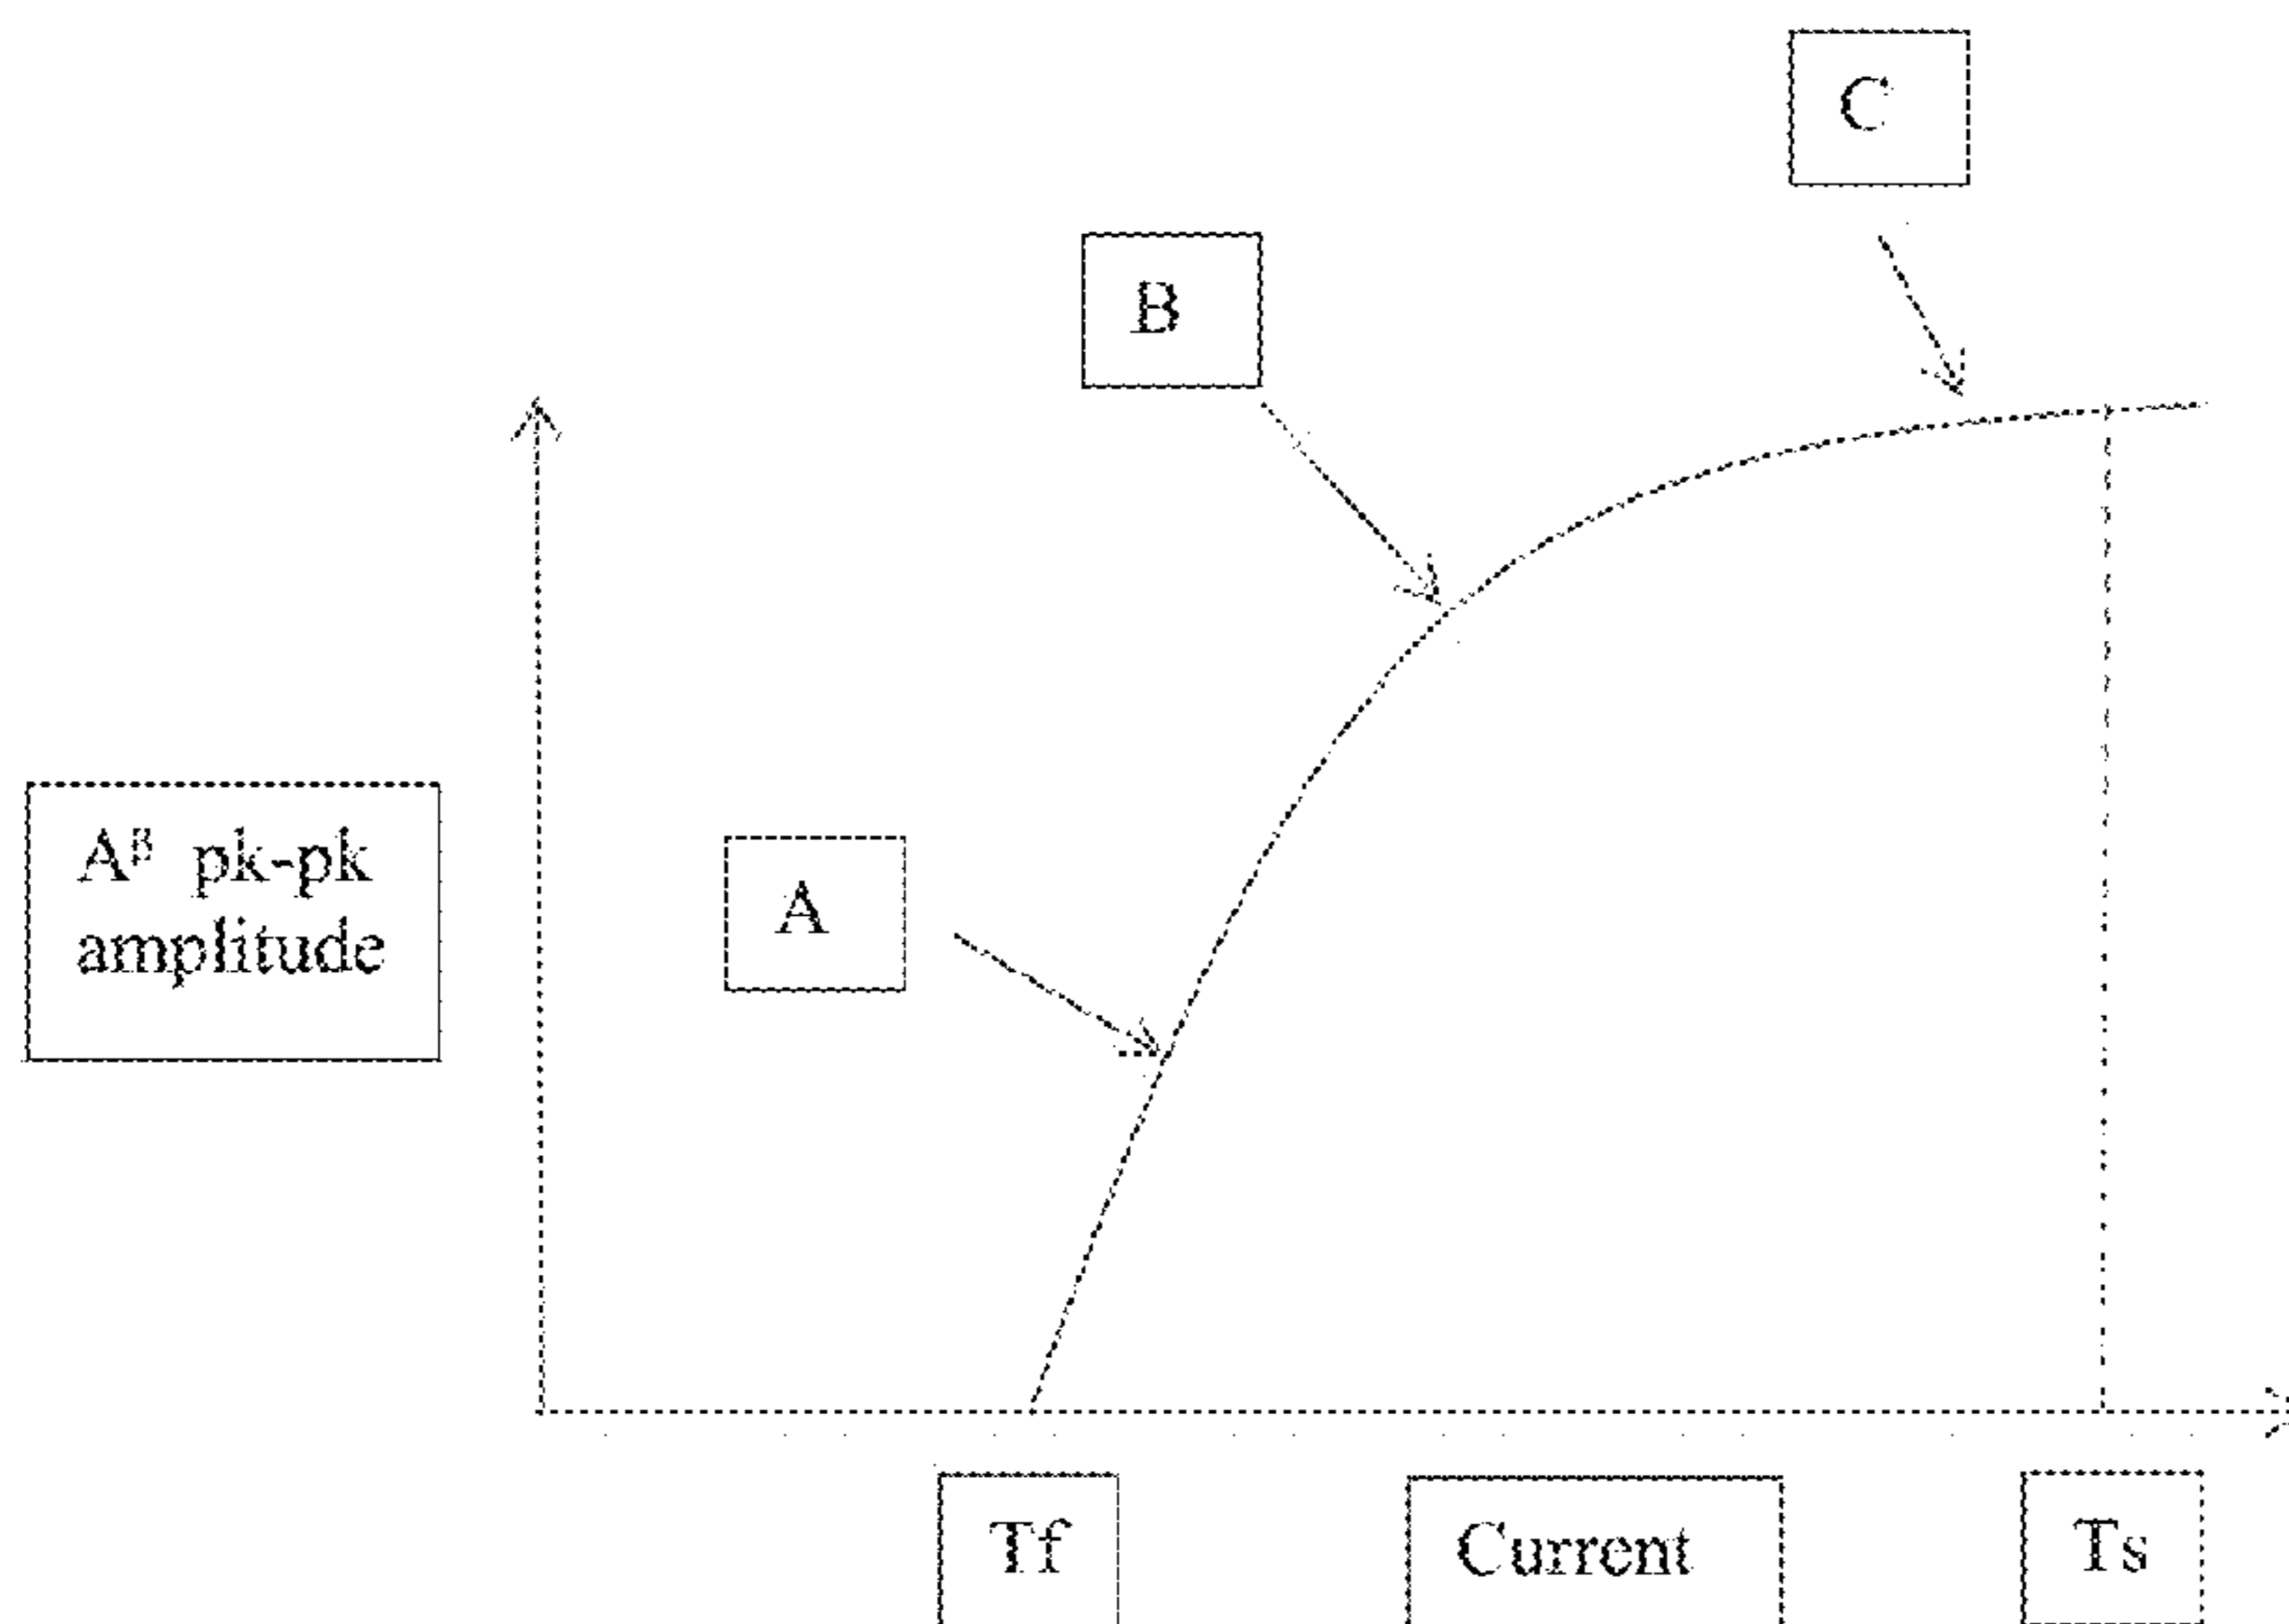 C
B
Aᵝ pk-pk
amplitude
A
Tf
Current
Ts